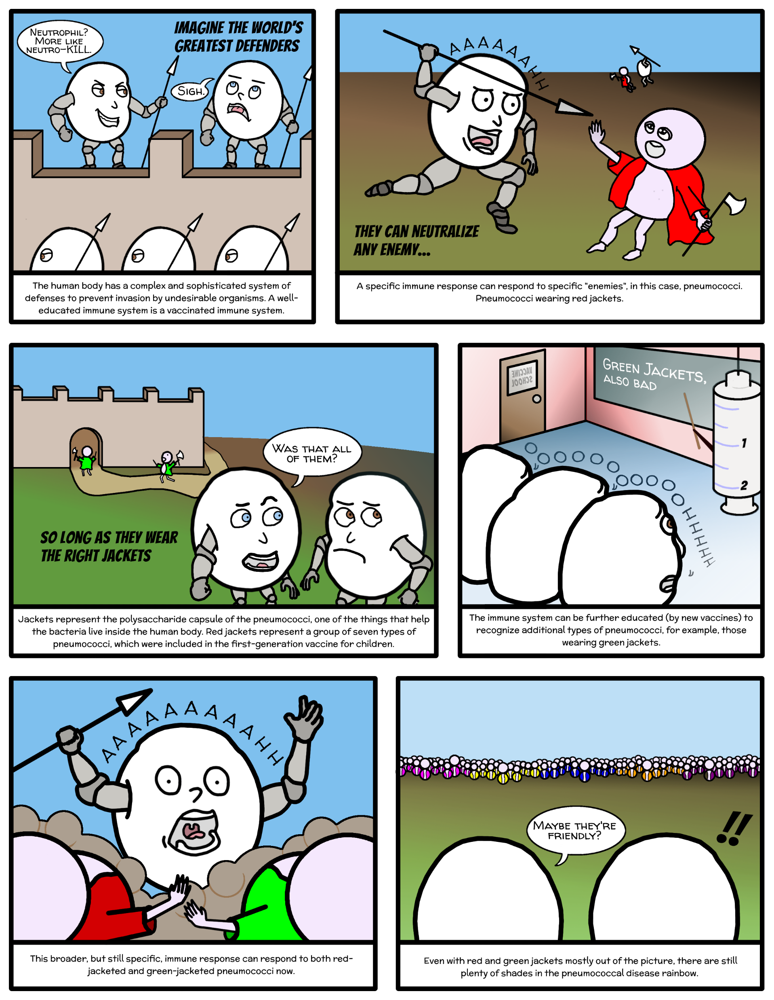 NEUTROPHIL?
MORE LIKE
NEUTRO-KILL.
IMAGINE THE WORLD'S
GREATEST DEFENDERS
SIGH.
The human body has a complex and sophisticated system of
defenses to prevent invasion by undesirable organisms. A well-
educated immune system is a vaccinated immune system.
AAAAAAHH
THEY CAN NEUTRALIZE
ANY ENEMY...
A specific immune response can respond to specific "enemies", in this case, pneumococci.
Pneumococci wearing red jackets.
WAS THAT ALL
OF THEM?
SO LONG AS THEY WEAR
THE RIGHT JACKETS
Jackets represent the polysaccharide capsule of the pneumococci, one of the things that help
the bacteria live inside the human body. Red jackets represent a group of seven types of
pneumococci, which were included in the first-generation vaccine for children.
VACCINE
SCHOOL
GREEN JACKETS,
ALSO BAD
1
2
OOOOOOOOOOOHHHHHH
The immune system can be further educated (by new vaccines) to
recognize additional types of pneumococci, for example, those
wearing green jackets.
AAAAAAAAAAHH
This broader, but still specific, immune response can respond to both red-
jacketed and green-jacketed pneumococci now.
MAYBE THEY'RE
FRIENDLY?
!!
Even with red and green jackets mostly out of the picture, there are still
plenty of shades in the pneumococcal disease rainbow.